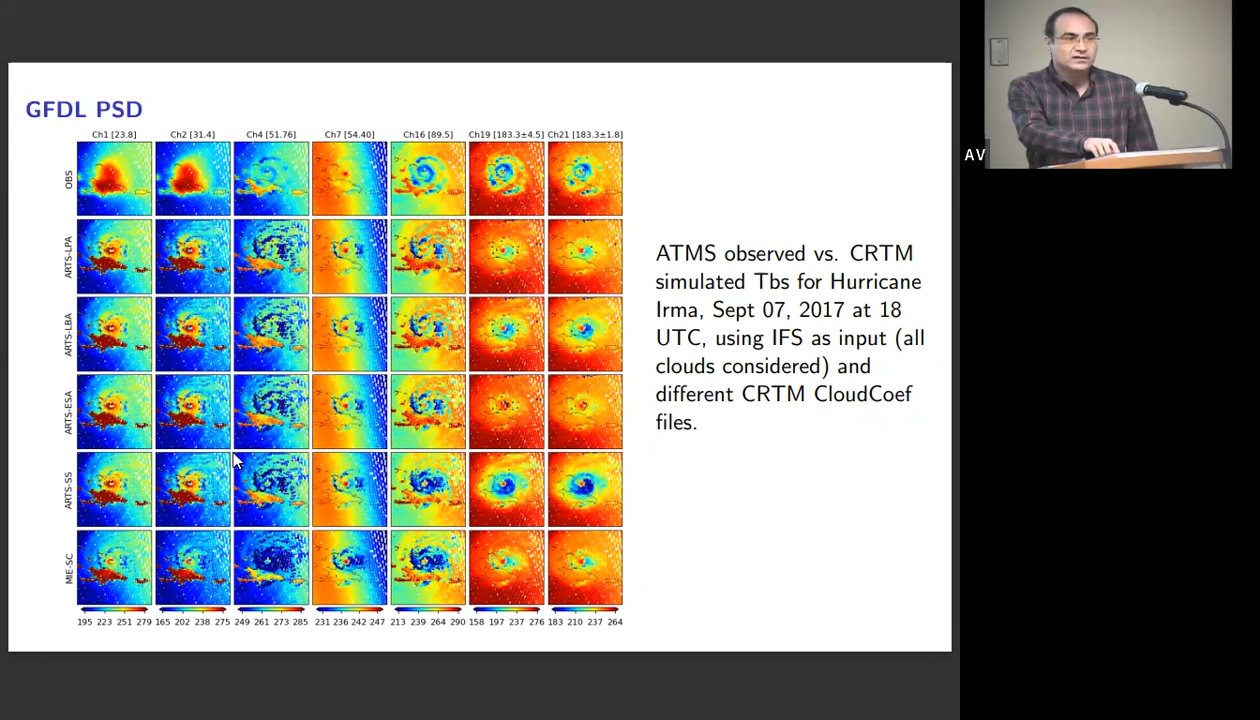 GFDL PSD
Ch1 [23.8] Ch2 [31.4] Ch4 [51.76] Ch7 [54.40] Ch16 [89.5] Ch19 [183.3±4.5] Ch21 [183.3±1.8]
OBS
ARTS-LPA
ARTS-LBA
ARTS-ESA
ARTS-SS
MIE-SC
195 223 251 279 165 202 238 275 249 261 273 285 231 236 242 247 213 239 264 290 158 197 237 276 183 210 237 264
ATMS observed vs. CRTM
simulated Tbs for Hurricane
Irma, Sept 07, 2017 at 18
UTC, using IFS as input (all
clouds considered) and
different CRTM CloudCoef
files.
AV